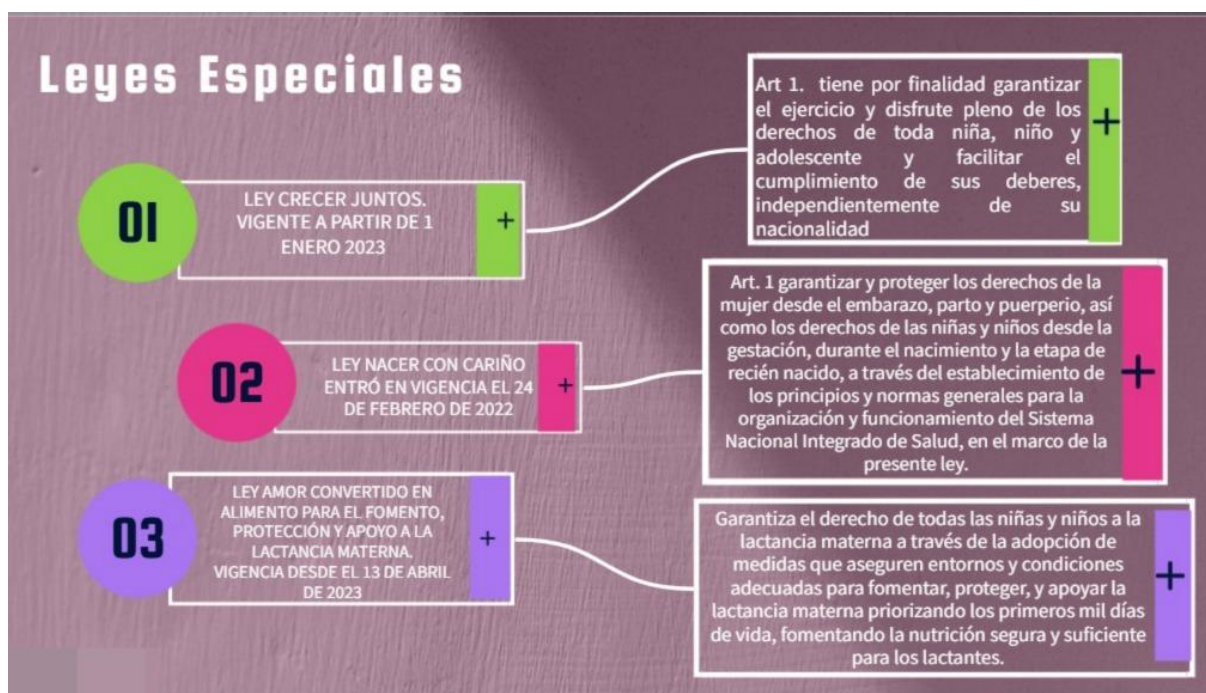 Leyes Especiales
01
LEY CRECER JUNTOS.
VIGENTE A PARTIR DE 1
ENERO 2023
+
Art 1. tiene por finalidad garantizar
el ejercicio y disfrute pleno de los
derechos de toda niña, niño y
adolescente y facilitar el
cumplimiento de sus deberes,
independientemente de su
nacionalidad
+
02
LEY NACER CON CARIÑO
ENTRÓ EN VIGENCIA EL 24
DE FEBRERO DE 2022
+
Art. 1 garantizar y proteger los derechos de la
mujer desde el embarazo, parto y puerperio, así
como los derechos de las niñas y niños desde la
gestación, durante el nacimiento y la etapa de
recién nacido, a través del establecimiento de
los principios y normas generales para la
organización y funcionamiento del Sistema
Nacional Integrado de Salud, en el marco de la
presente ley.
+
03
LEY AMOR CONVERTIDO EN
ALIMENTO PARA EL FOMENTO,
PROTECCIÓN Y APOYO A LA
LACTANCIA MATERNA.
VIGENCIA DESDE EL 13 DE ABRIL
DE 2023
+
Garantiza el derecho de todas las niñas y niños a la
lactancia materna a través de la adopción de
medidas que aseguren entornos y condiciones
adecuadas para fomentar, proteger, y apoyar la
lactancia materna priorizando los primeros mil días
de vida, fomentando la nutrición segura y suficiente
para los lactantes.
+